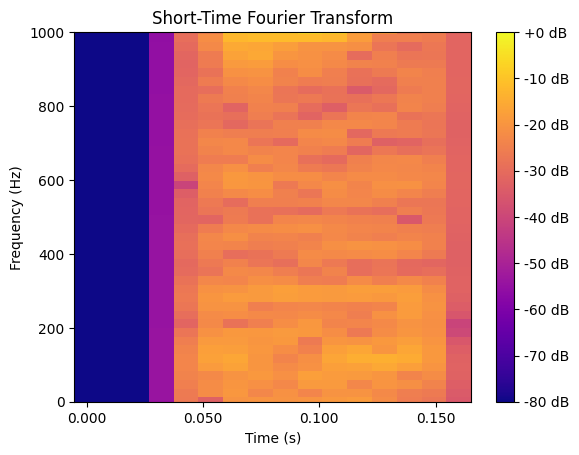 Short-Time Fourier Transform
1000
800
600
400
200
0
Frequency (Hz)
0.000
0.050
0.100
0.150
Time (s)
+0 dB
-10 dB
-20 dB
-30 dB
-40 dB
-50 dB
-60 dB
-70 dB
-80 dB